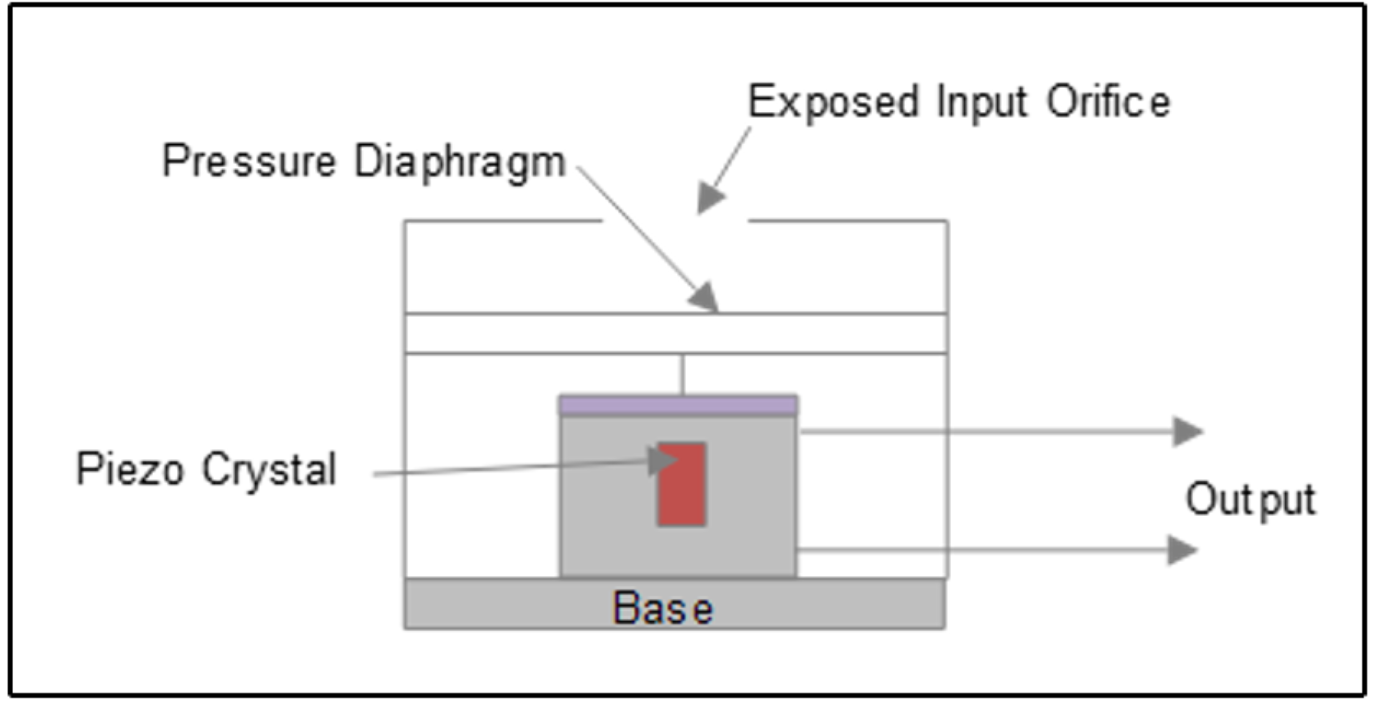 Exposed Input Orifice
Pressure Diaphragm
Piezo Crystal
Output
Base